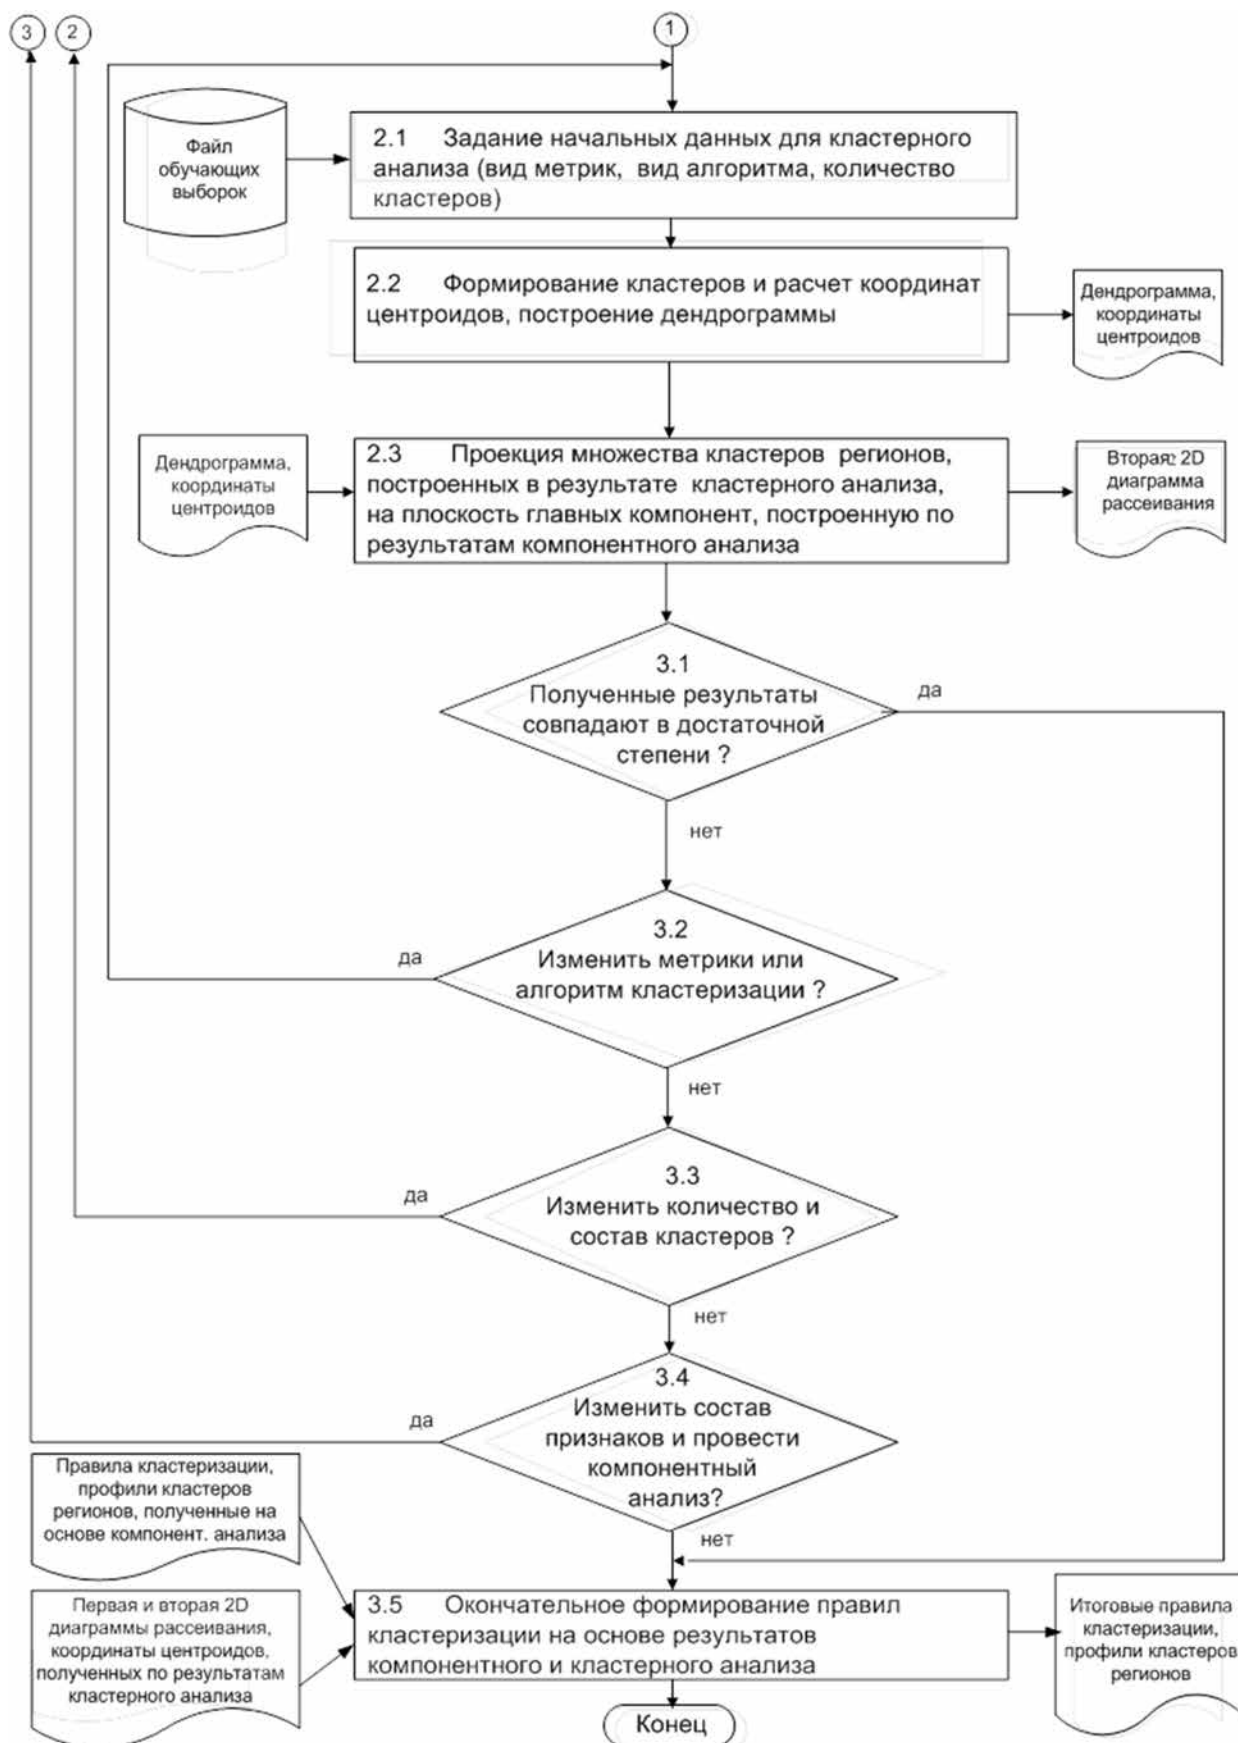 3
2
1
Файл
обучающих
выборок
2.1 Задание начальных данных для кластерного
анализа (вид метрик, вид алгоритма, количество
кластеров)
2.2 Формирование кластеров и расчет координат
центроидов, построение дендрограммы
Дендрограмма,
координаты
центроидов
Дендрограмма,
координаты
центроидов
2.3 Проекция множества кластеров регионов,
построенных в результате кластерного анализа,
на плоскость главных компонент, построенную по
результатам компонентного анализа
Вторая 2D
диаграмма
рассеивания
3.1
Полученные результаты
совпадают в достаточной
степени ?
да
нет
3.2
Изменить метрики или
алгоритм кластеризации ?
да
нет
3.3
Изменить количество и
состав кластеров ?
да
нет
3.4
Изменить состав
признаков и провести
компонентный
анализ?
да
нет
Правила кластеризации,
профили кластеров
регионов, полученные на
основе компонент. анализа
Первая и вторая 2D
диаграммы рассеивания,
координаты центроидов,
полученных по результатам
кластерного анализа
3.5 Окончательное формирование правил
кластеризации на основе результатов
компонентного и кластерного анализа
Итоговые правила
кластеризации,
профили кластеров
регионов
Конец